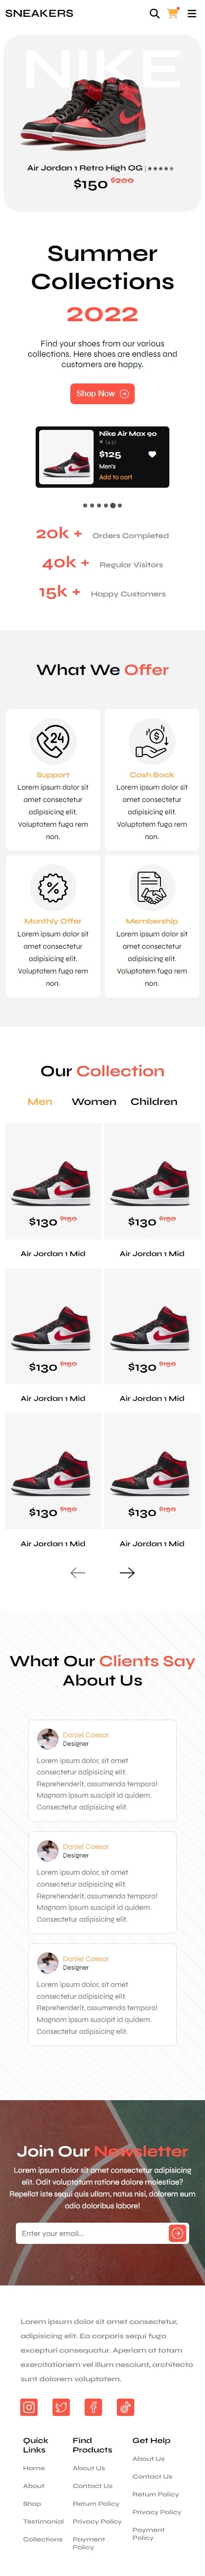 SNEAKERS
NIKE
Air Jordan 1 Retro High OG
$150 $200
Summer
Collections
2022
Find your shoes from our various
collections. Here shoes are endless and
customers are happy.
Shop Now
Nike Air Max 90
(4.5)
$125
Men's
Add to cart
20k + Orders Completed
40k + Regular Visitors
15k + Happy Customers
What We Offer
Support
Lorem ipsum dolor sit
amet consectetur
adipisicing elit.
Voluptatem fuga rem
non.
Cash Back
Lorem ipsum dolor sit
amet consectetur
adipisicing elit.
Voluptatem fuga rem
non.
Monthly Offer
Lorem ipsum dolor sit
amet consectetur
adipisicing elit.
Voluptatem fuga rem
non.
Membership
Lorem ipsum dolor sit
amet consectetur
adipisicing elit.
Voluptatem fuga rem
non.
Our Collection
Men Women Children
$130 $150
Air Jordan 1 Mid
$130 $150
Air Jordan 1 Mid
$130 $150
Air Jordan 1 Mid
$130 $150
Air Jordan 1 Mid
$130 $150
Air Jordan 1 Mid
$130 $150
Air Jordan 1 Mid
What Our Clients Say
About Us
Daniel Caesar
Designer
Lorem ipsum dolor, sit amet
consectetur adipisicing elit.
Reprehenderit, assumenda tempora!
Magnam ipsum suscipit id quidem.
Consectetur adipisicing elit.
Daniel Caesar
Designer
Lorem ipsum dolor, sit amet
consectetur adipisicing elit.
Reprehenderit, assumenda tempora!
Magnam ipsum suscipit id quidem.
Consectetur adipisicing elit.
Daniel Caesar
Designer
Lorem ipsum dolor, sit amet
consectetur adipisicing elit.
Reprehenderit, assumenda tempora!
Magnam ipsum suscipit id quidem.
Consectetur adipisicing elit.
Join Our Newsletter
Lorem ipsum dolor sit amet consectetur adipisicing
elit. Odit voluptatum ratione dolore molestiae?
Repellat iste sequi quis ullam, natus nisi, dolorem eum
odio doloribus labore!
Enter your email...
Lorem ipsum dolor sit amet consectetur,
adipisicing elit. Ea corporis sequi fuga
excepturi consequatur. Aperiam at totam
exercitationem vel illum nesciunt, architecto
sunt dolorem voluptatem.
Quick
Links
Home
About
Shop
Testimonial
Collections
Find
Products
About Us
Contact Us
Return Policy
Privacy Policy
Payment
Policy
Get Help
About Us
Contact Us
Return Policy
Privacy Policy
Payment
Policy